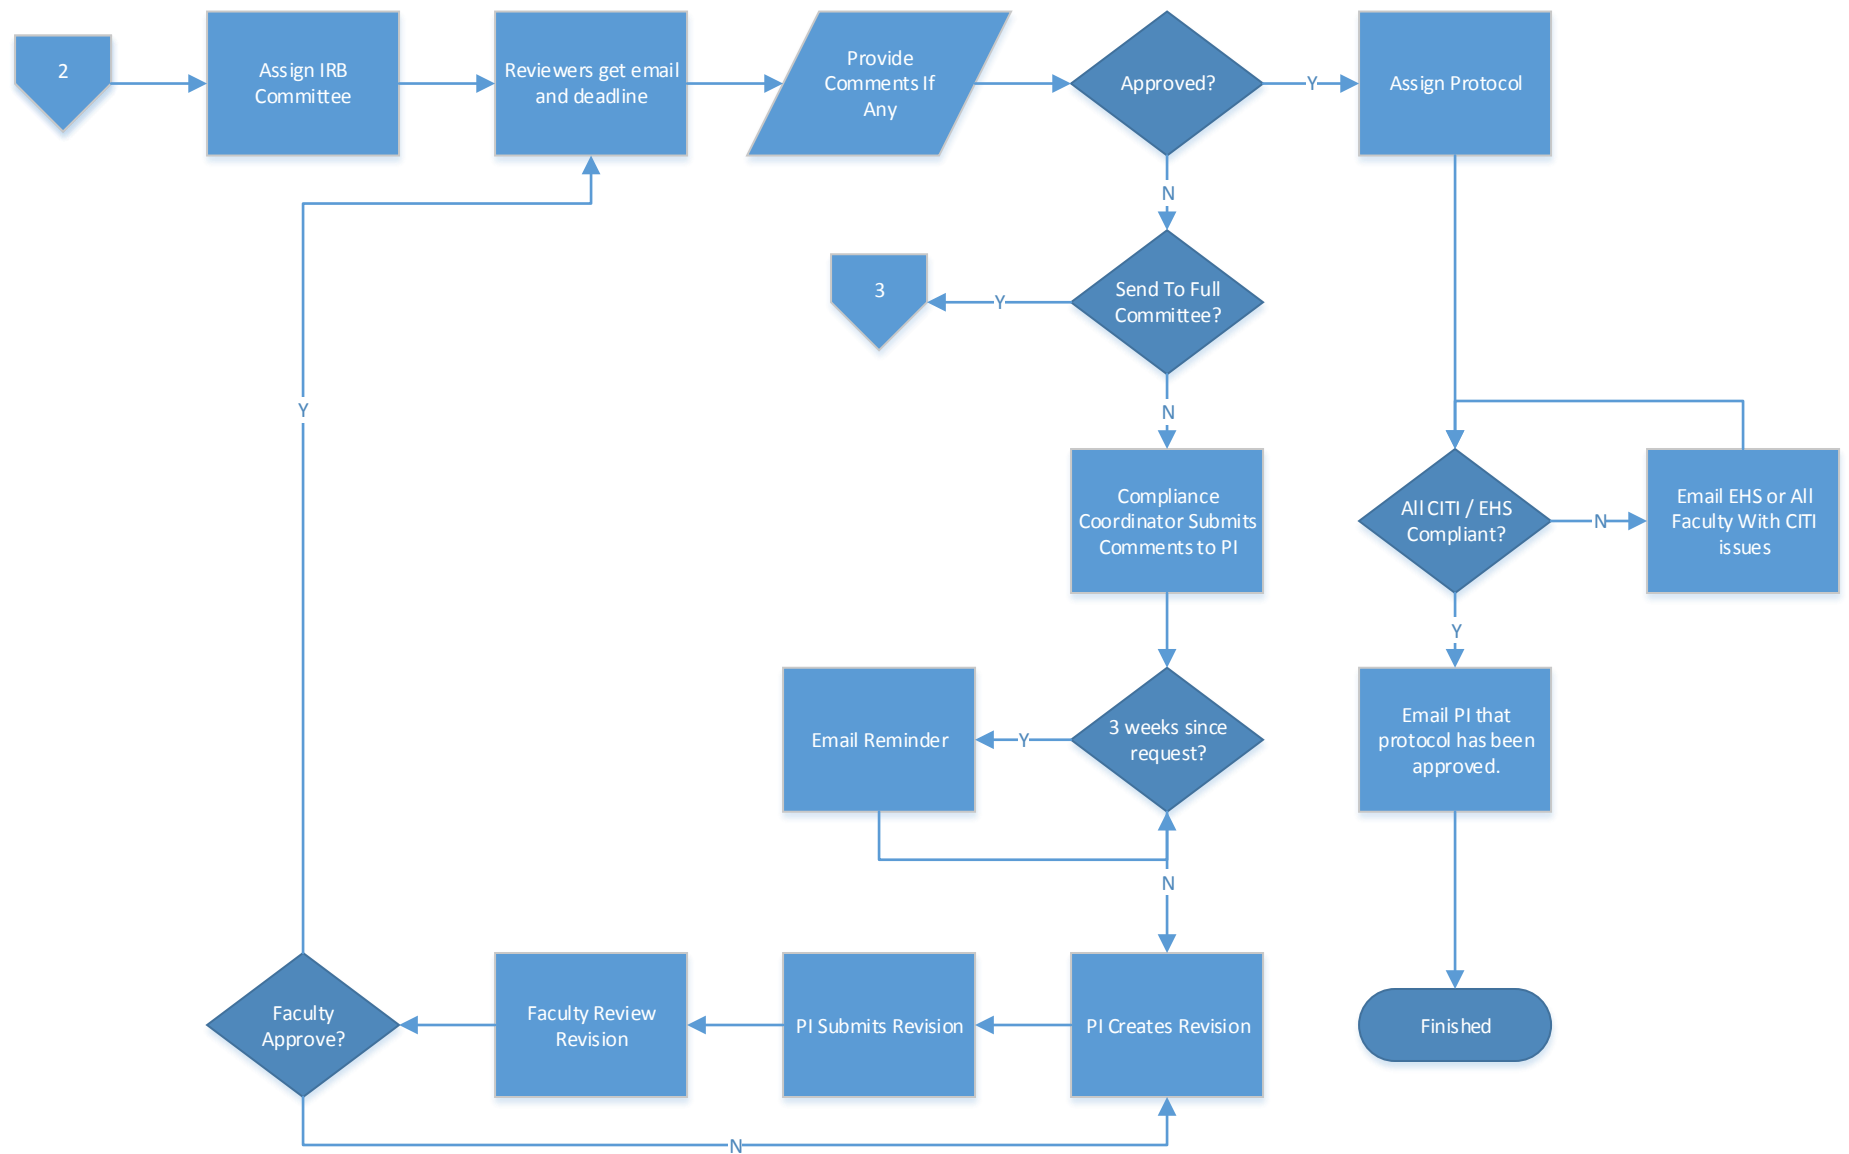 2
Assign IRB
Committee
Reviewers get email
and deadline
Provide
Comments If
Any
Approved?
Y
Assign Protocol
N
3
Y
Send To Full
Committee?
Y
N
Compliance
Coordinator Submits
Comments to PI
All CITI / EHS
Compliant?
N
Email EHS or All
Faculty With CITI
issues
Y
Email Reminder
Y
3 weeks since
request?
Email PI that
protocol has been
approved.
N
Faculty
Approve?
Faculty Review
Revision
PI Submits Revision
PI Creates Revision
Finished
N